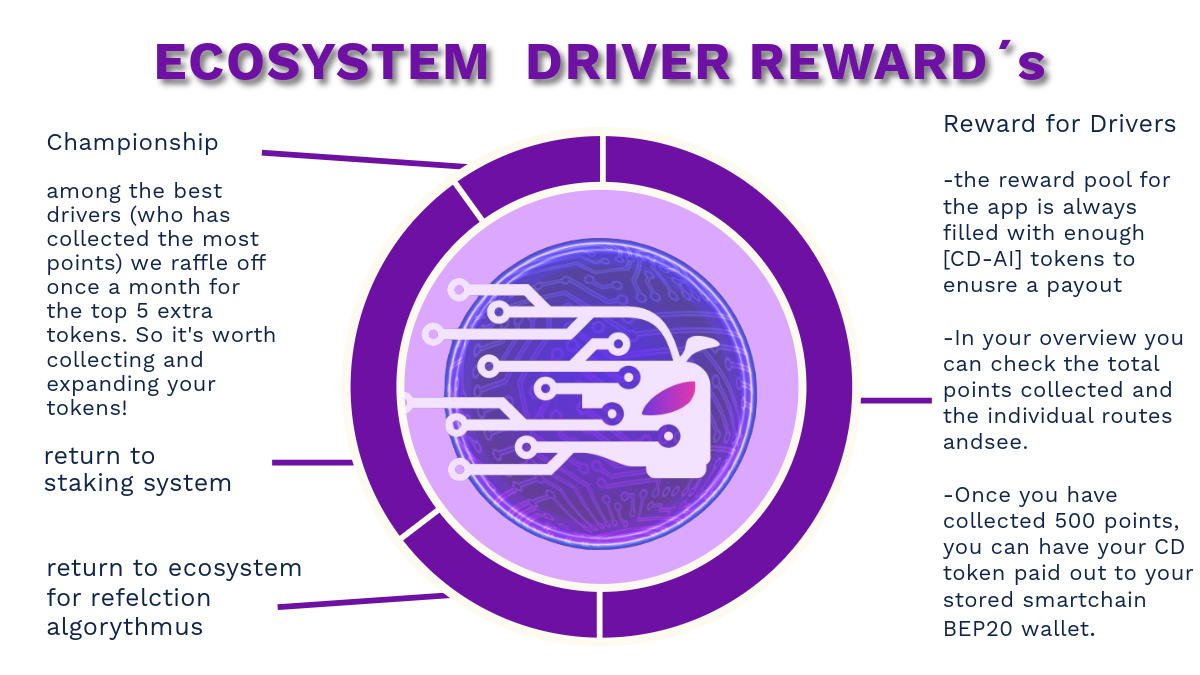 ECOSYSTEM DRIVER REWARD´s
Championship
among the best
drivers (who has
collected the most
points) we raffle off
once a month for
the top 5 extra
tokens. So it's worth
collecting and
expanding your
tokens!
return to
staking system
return to ecosystem
for refelction
algorythmus
Reward for Drivers
-the reward pool for
the app is always
filled with enough
[CD-AI] tokens to
enusre a payout
-In your overview you
can check the total
points collected and
the individual routes
andsee.
-Once you have
collected 500 points,
you can have your CD
token paid out to your
stored smartchain
BEP20 wallet.